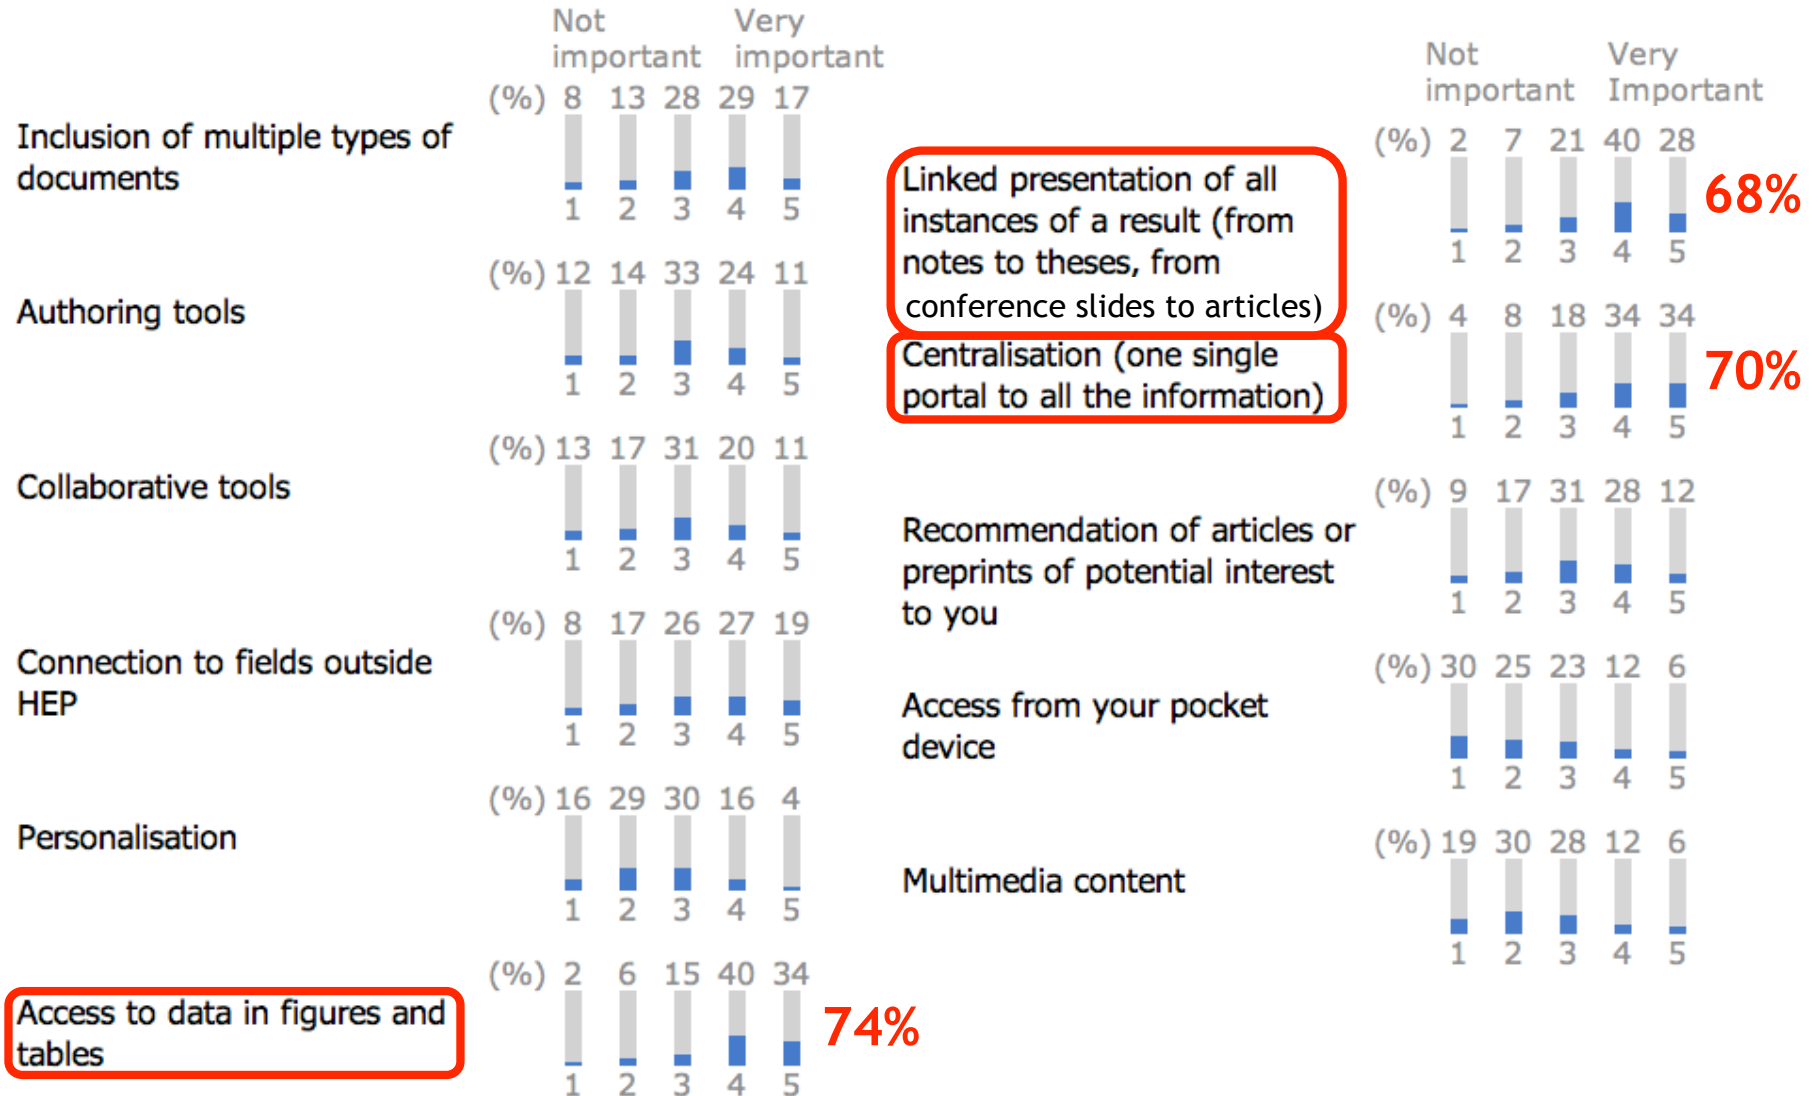 Not Very
important important
(%) 8 13 28 29 17
Inclusion of multiple types of
documents
1 2 3 4 5
(%) 12 14 33 24 11
Authoring tools
1 2 3 4 5
(%) 13 17 31 20 11
Collaborative tools
1 2 3 4 5
(%) 8 17 26 27 19
Connection to fields outside
HEP
1 2 3 4 5
(%) 16 29 30 16 4
Personalisation
1 2 3 4 5
(%) 2 6 15 40 34
Access to data in figures and
tables
74%
1 2 3 4 5
Not Very
important Important
(%) 2 7 21 40 28
Linked presentation of all
instances of a result (from
notes to theses, from
conference slides to articles)
68%
1 2 3 4 5
(%) 4 8 18 34 34
Centralisation (one single
portal to all the information)
70%
1 2 3 4 5
(%) 9 17 31 28 12
Recommendation of articles or
preprints of potential interest
to you
1 2 3 4 5
(%) 30 25 23 12 6
Access from your pocket
device
1 2 3 4 5
(%) 19 30 28 12 6
Multimedia content
1 2 3 4 5